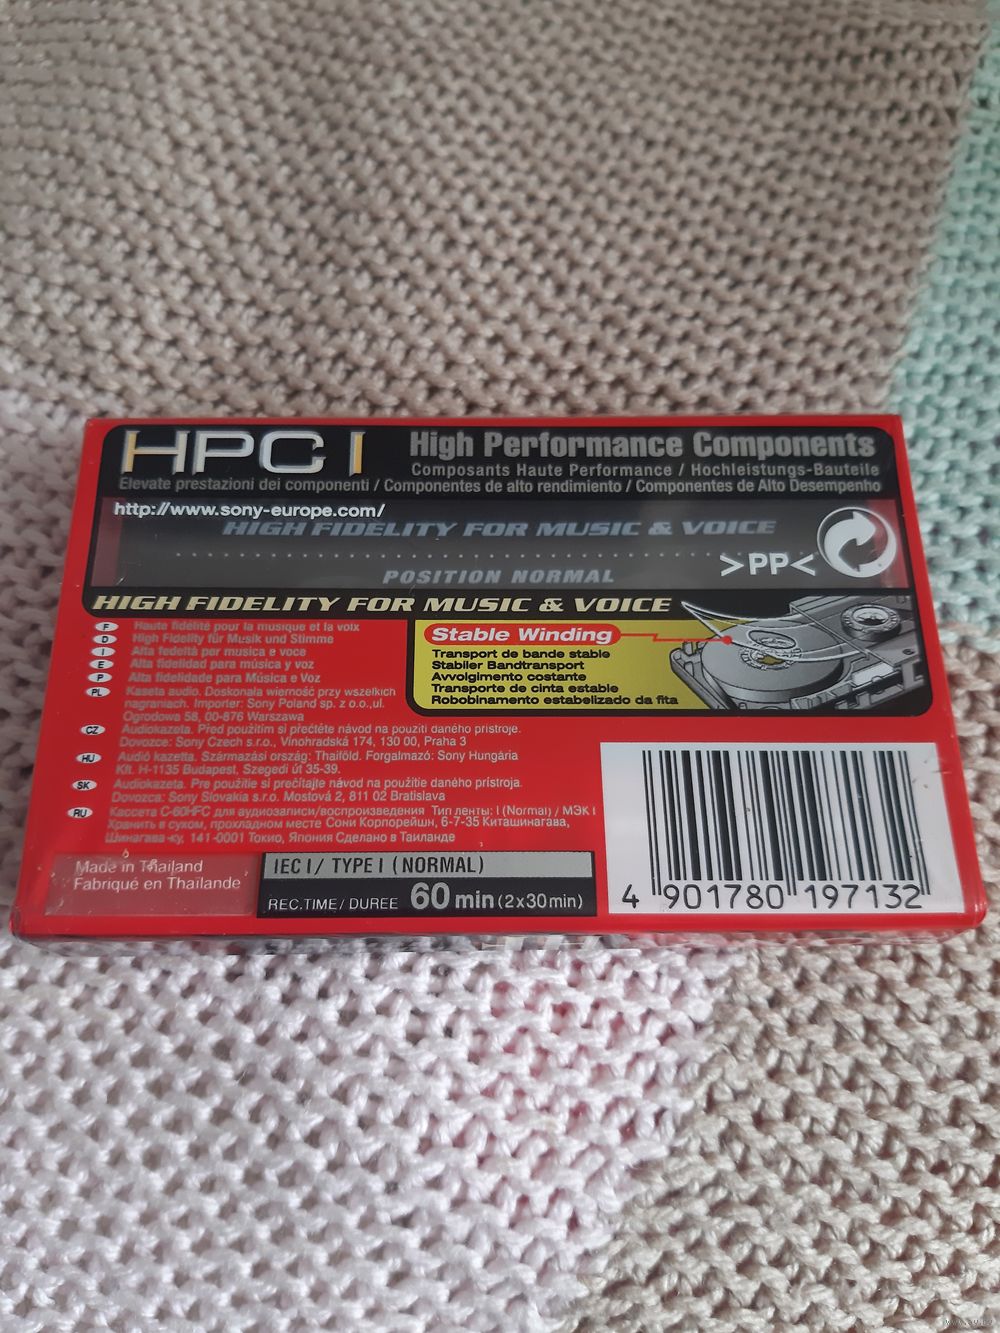 HPC I High Performance Components
Composants Haute Performance / Hochleistungs-Bauteile
Elevate prestazioni dei componenti / Componentes de alto rendimiento / Componentes de Alto Desempenho
http://www.sony-europe.com/
HIGH FIDELITY FOR MUSIC & VOICE
>PP<
POSITION NORMAL
HIGH FIDELITY FOR MUSIC & VOICE
F Haute fidélité pour la musique et la voix
D High Fidelity für Musik und Stimme
I Alta fedeltà per musica e voce
E Alta fidelidad para música y voz
P Alta fidelidade para Música e Voz
PL Kaseta audio. Doskonała wierność przy wszelkich
nagraniach. Importer: Sony Poland sp. z o.o.,ul.
Ogrodowa 58, 00-876 Warszawa
Stable Winding
Transport de bande stable
Stabiler Bandtransport
Avvolgimento costante
Transporte de cinta estable
Robobinamento estabelizado da fita
CZ Audiokazeta. Před použitím si přečtěte návod na použití daného přístroje.
Dovozce: Sony Czech s.r.o., Vinohradská 174, 130 00, Praha 3
HU Audió kazetta. Származási ország: Thaiföld. Forgalmazó: Sony Hungária
Kft. H-1135 Budapest, Szegedi út 35-39.
SK Audiokazeta. Pre použitie si prečítajte návod na použitie daného prístroja.
Dovozca: Sony Slovakia s.r.o. Mostová 2, 811 02 Bratislava
RU Кассета C-60HFC для аудиозаписи/воспроизведения Тип ленты: I (Normal) / МЭК I
Хранить в сухом, прохладном месте Сони Корпорейшн, 6-7-35 Киташинагава,
Шинагава-ку, 141-0001 Токио, Япония Сделано в Таиланде
Made in Thailand
Fabriqué en Thaïlande
IEC I / TYPE I (NORMAL)
REC.TIME/ DUREE 60 min (2x30min)
4 901780 197132